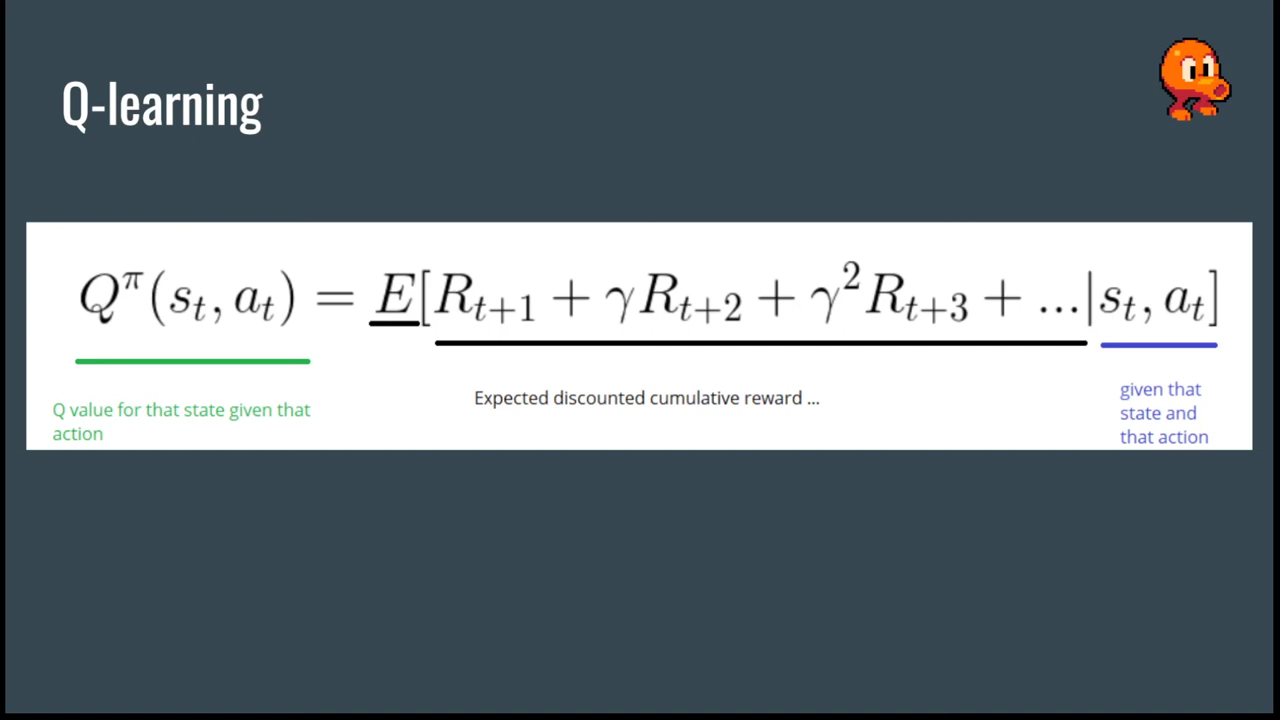 Q-learning
Q^π(s_t, a_t) = E[R_{t+1} + γR_{t+2} + γ^2R_{t+3} + ...|s_t, a_t]
Q value for that state given that
action
Expected discounted cumulative reward ...
given that
state and
that action